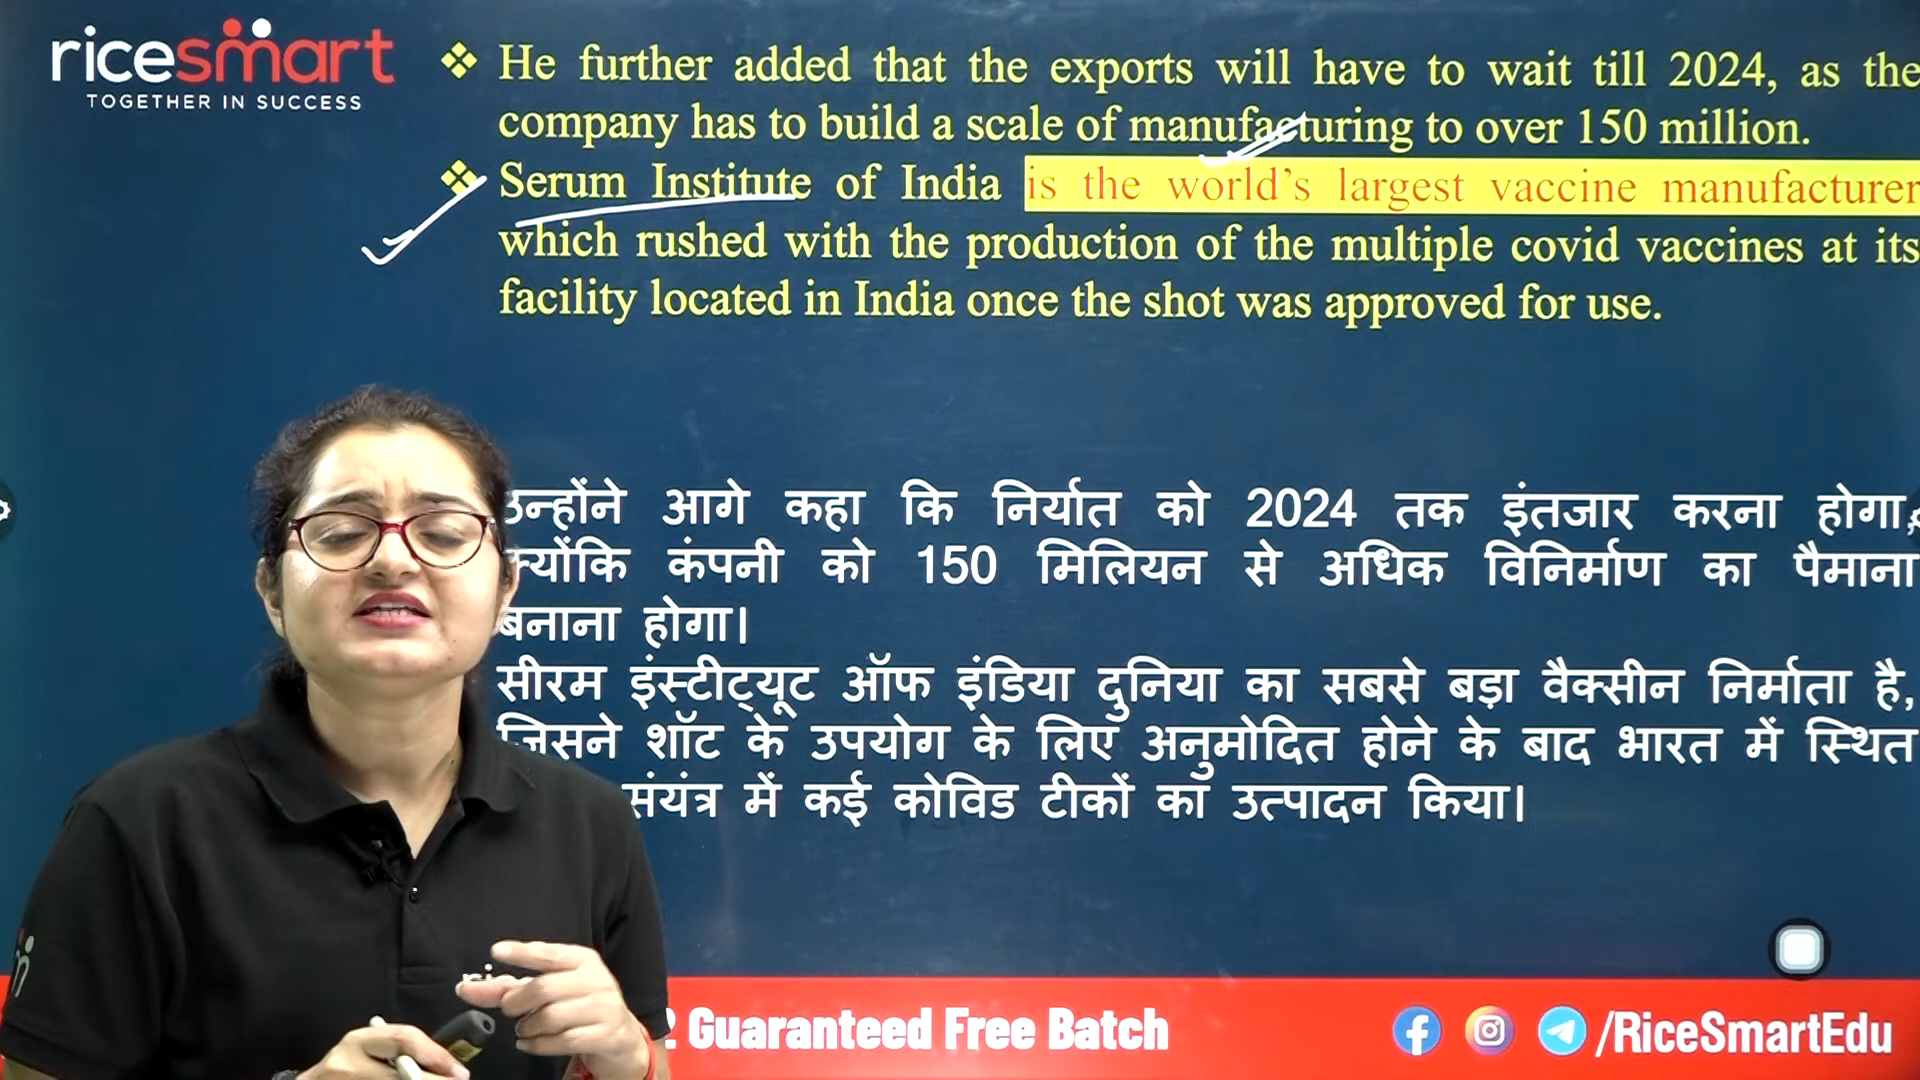 ricesmart
TOGETHER IN SUCCESS
He further added that the exports will have to wait till 2024, as the
company has to build a scale of manufacturing to over 150 million.
Serum Institute of India is the world's largest vaccine manufacturer
which rushed with the production of the multiple covid vaccines at its
facility located in India once the shot was approved for use.
उन्होंने आगे कहा कि निर्यात को 2024 तक इंतजार करना होगा,
क्योंकि कंपनी को 150 मिलियन से अधिक विनिर्माण का पैमाना
बनाना होगा।
सीरम इंस्टीट्यूट ऑफ इंडिया दुनिया का सबसे बड़ा वैक्सीन निर्माता है,
जिसने शॉट के उपयोग के लिए अनुमोदित होने के बाद भारत में स्थित
संयंत्र में कई कोविड टीकों का उत्पादन किया।
Guaranteed Free Batch
/RiceSmartEdu